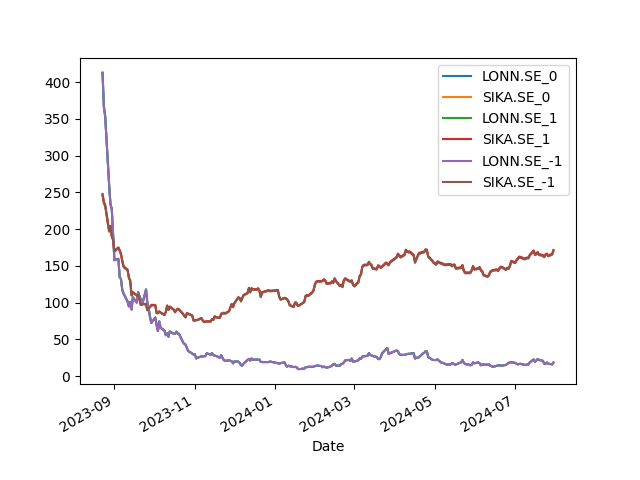 400
350
300
250
200
150
100
50
0
LONN.SE_0
SIKA.SE_0
LONN.SE_1
SIKA.SE_1
LONN.SE_-1
SIKA.SE_-1
2023-09
2023-11
2024-01
2024-03
2024-05
2024-07
Date